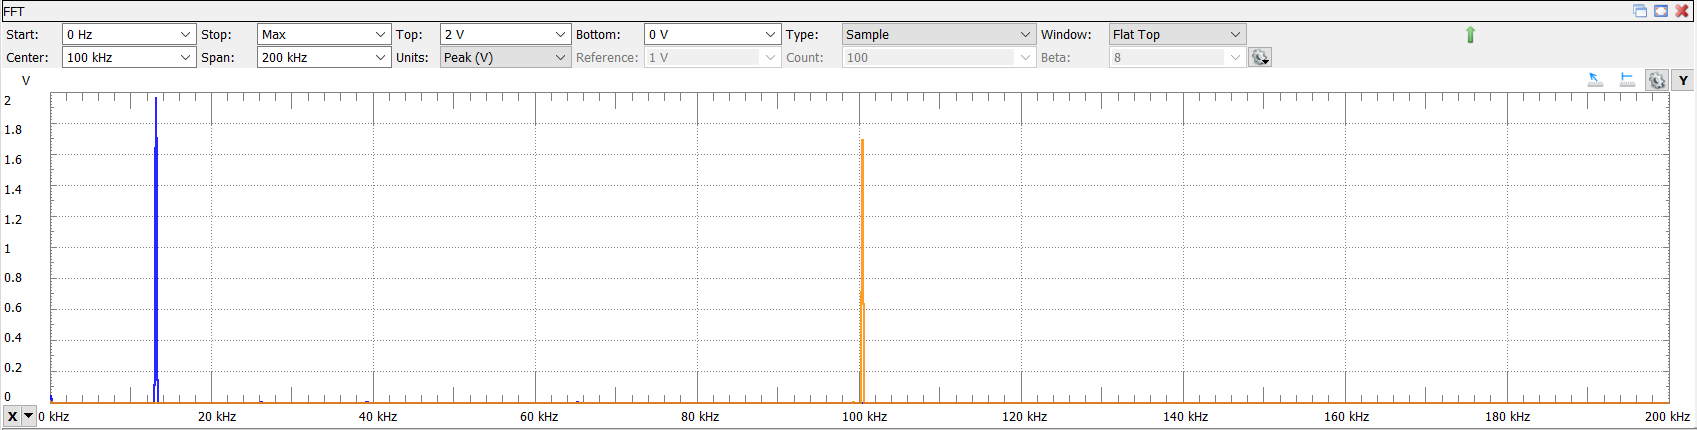 FFT
Start: 0 Hz Stop: Max Top: 2 V Bottom: 0 V Type: Sample Window: Flat Top
Center: 100 kHz Span: 200 kHz Units: Peak (V) Reference: 1 V Count: 100 Beta: 8
V
Y
2
1.8
1.6
1.4
1.2
1
0.8
0.6
0.4
0.2
0
X 0 kHz 20 kHz 40 kHz 60 kHz 80 kHz 100 kHz 120 kHz 140 kHz 160 kHz 180 kHz 200 kHz